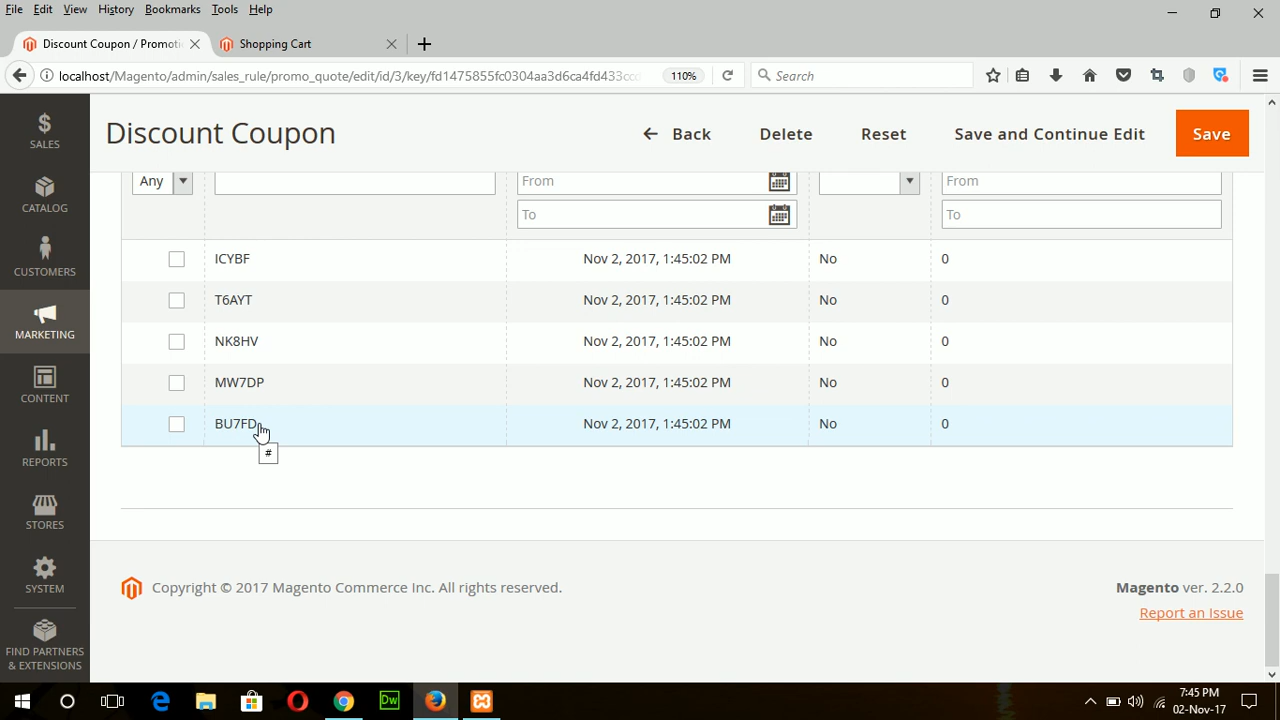 File Edit View History Bookmarks Tools Help
Discount Coupon / Promoti
Shopping Cart
localhost/Magento/admin/sales_rule/promo_quote/edit/id/3/key/fd1475855fc0304aa3d6ca4fd433ccc
110%
Search
Discount Coupon
Back
Delete
Reset
Save and Continue Edit
Save
SALES
CATALOG
CUSTOMERS
MARKETING
CONTENT
REPORTS
STORES
SYSTEM
FIND PARTNERS
& EXTENSIONS
Any
From
From
To
To
ICYBF Nov 2, 2017, 1:45:02 PM No 0
T6AYT Nov 2, 2017, 1:45:02 PM No 0
NK8HV Nov 2, 2017, 1:45:02 PM No 0
MW7DP Nov 2, 2017, 1:45:02 PM No 0
BU7FD Nov 2, 2017, 1:45:02 PM No 0
#
Copyright © 2017 Magento Commerce Inc. All rights reserved.
Magento ver. 2.2.0
Report an Issue
Dw
7:45 PM
02-Nov-17